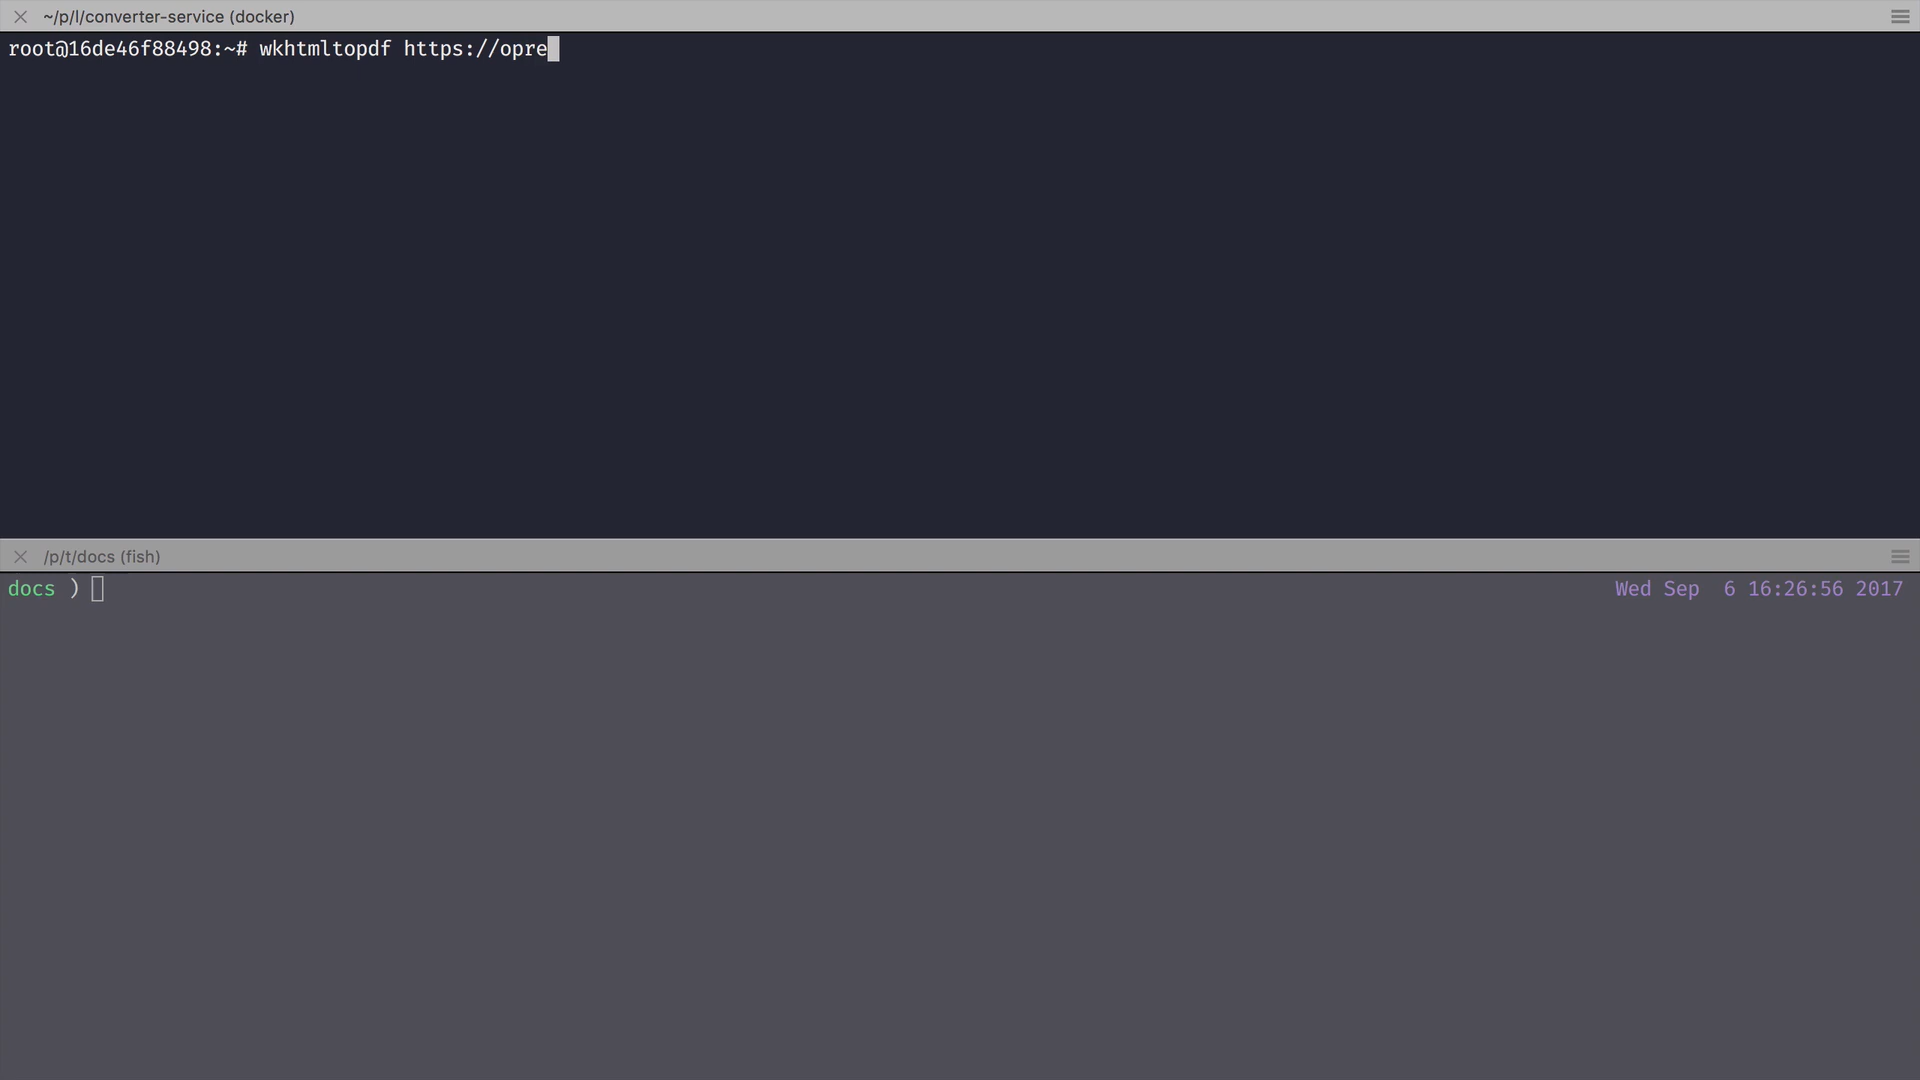 ~/p/l/converter-service (docker)
root@16de46f88498:~# wkhtmltopdf https://opre
/p/t/docs (fish)
docs ) Wed Sep  6 16:26:56 2017